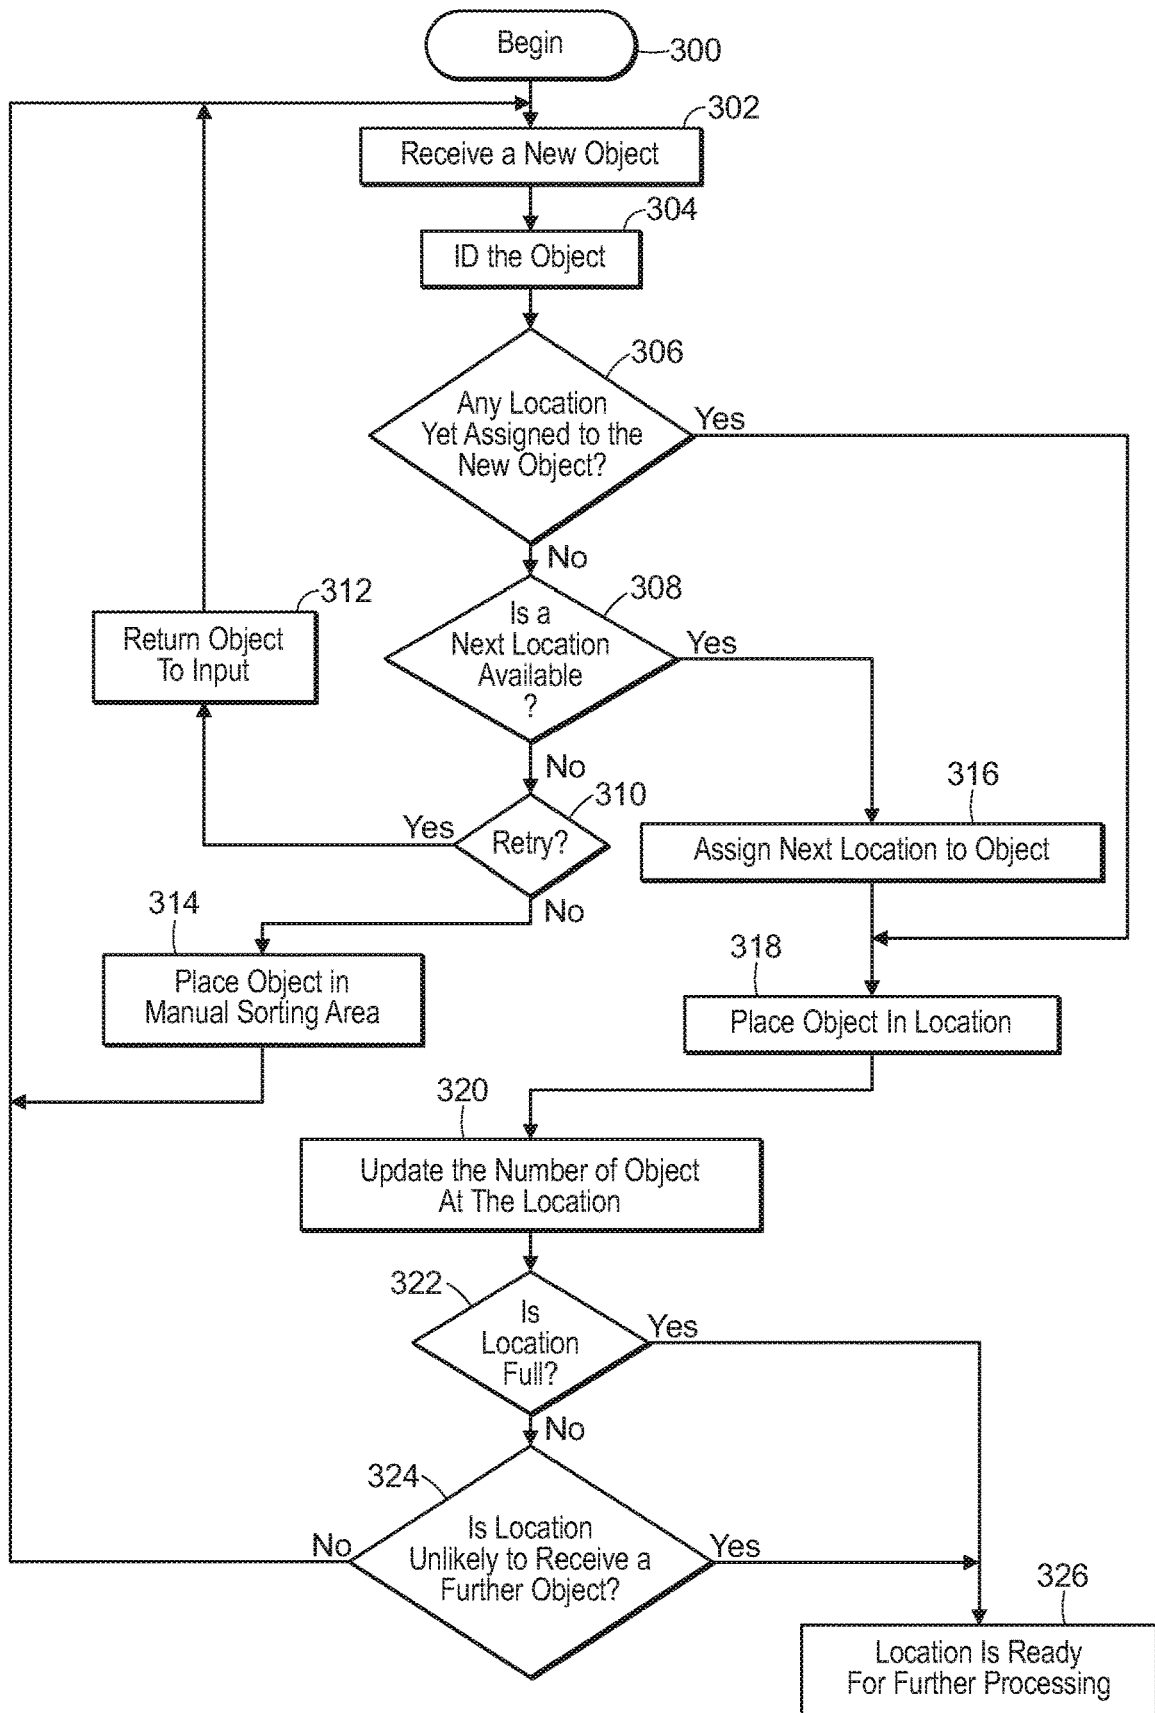 Begin
300
302
Receive a New Object
304
ID the Object
306
Any Location
Yet Assigned to the
New Object?
Yes
No
312
Return Object
To Input
308
Is a
Next Location
Available
?
Yes
No
310
Retry?
Yes
No
316
Assign Next Location to Object
314
Place Object in
Manual Sorting Area
318
Place Object In Location
320
Update the Number of Object
At The Location
322
Is
Location
Full?
Yes
No
324
Is Location
Unlikely to Receive a
Further Object?
No
Yes
326
Location Is Ready
For Further Processing